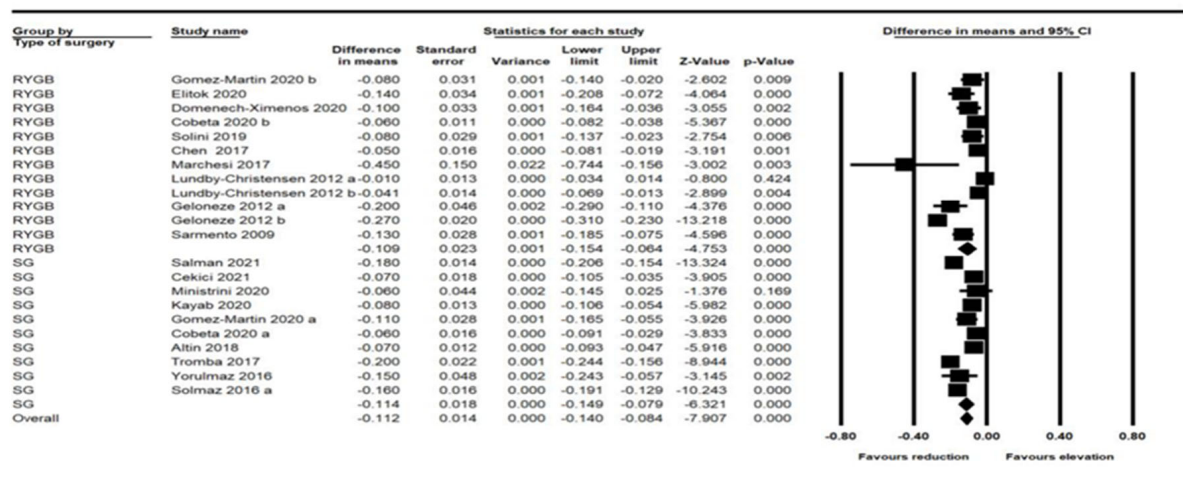 Group by Study name Statistics for each study Difference in means and 95% CI
Type of surgery
Difference in means Standard error Variance Lower limit Upper limit Z-Value p-Value
RYGB Gomez-Martin 2020 b -0.080 0.031 0.001 -0.140 -0.020 -2.602 0.009
RYGB Elitok 2020 -0.140 0.034 0.001 -0.208 -0.072 -4.064 0.000
RYGB Domenech-Ximenos 2020 -0.100 0.033 0.001 -0.164 -0.036 -3.055 0.002
RYGB Cobeta 2020 b -0.060 0.011 0.000 -0.082 -0.038 -5.367 0.000
RYGB Solini 2019 -0.080 0.029 0.001 -0.137 -0.023 -2.754 0.006
RYGB Chen 2017 -0.050 0.016 0.000 -0.081 -0.019 -3.191 0.001
RYGB Marchesi 2017 -0.450 0.150 0.022 -0.744 -0.156 -3.002 0.003
RYGB Lundby-Christensen 2012 a -0.010 0.013 0.000 -0.034 0.014 -0.800 0.424
RYGB Lundby-Christensen 2012 b -0.041 0.014 0.000 -0.069 -0.013 -2.899 0.004
RYGB Geloneze 2012 a -0.200 0.046 0.002 -0.290 -0.110 -4.376 0.000
RYGB Geloneze 2012 b -0.270 0.020 0.000 -0.310 -0.230 -13.218 0.000
RYGB Sarmento 2009 -0.130 0.028 0.001 -0.185 -0.075 -4.596 0.000
RYGB -0.109 0.023 0.001 -0.154 -0.064 -4.753 0.000
SG Salman 2021 -0.180 0.014 0.000 -0.206 -0.154 -13.324 0.000
SG Cekici 2021 -0.070 0.018 0.000 -0.105 -0.035 -3.905 0.000
SG Ministrini 2020 -0.060 0.044 0.002 -0.145 0.025 -1.376 0.169
SG Kayab 2020 -0.080 0.013 0.000 -0.106 -0.054 -5.982 0.000
SG Gomez-Martin 2020 a -0.110 0.028 0.001 -0.165 -0.055 -3.926 0.000
SG Cobeta 2020 a -0.060 0.016 0.000 -0.091 -0.029 -3.833 0.000
SG Altin 2018 -0.070 0.012 0.000 -0.093 -0.047 -5.916 0.000
SG Tromba 2017 -0.200 0.022 0.001 -0.244 -0.156 -8.944 0.000
SG Yorulmaz 2016 -0.150 0.048 0.002 -0.243 -0.057 -3.145 0.002
SG Solmaz 2016 a -0.160 0.016 0.000 -0.191 -0.129 -10.243 0.000
SG -0.114 0.018 0.000 -0.149 -0.079 -6.321 0.000
Overall -0.112 0.014 0.000 -0.140 -0.084 -7.907 0.000
-0.80 -0.40 0.00 0.40 0.80
Favours reduction Favours elevation